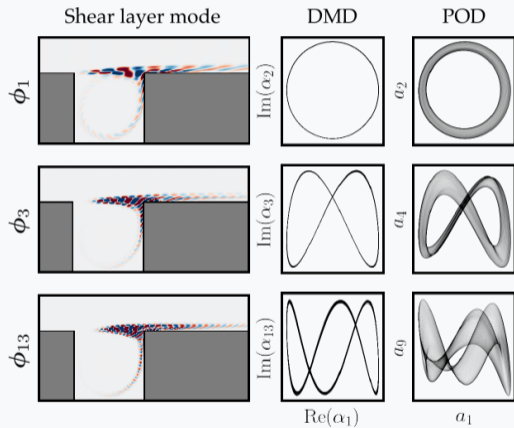 Shear layer mode
DMD
POD
ϕ1
Im(α2)
a2
ϕ3
Im(α3)
a4
ϕ13
Im(α13)
a9
Re(α1)
a1